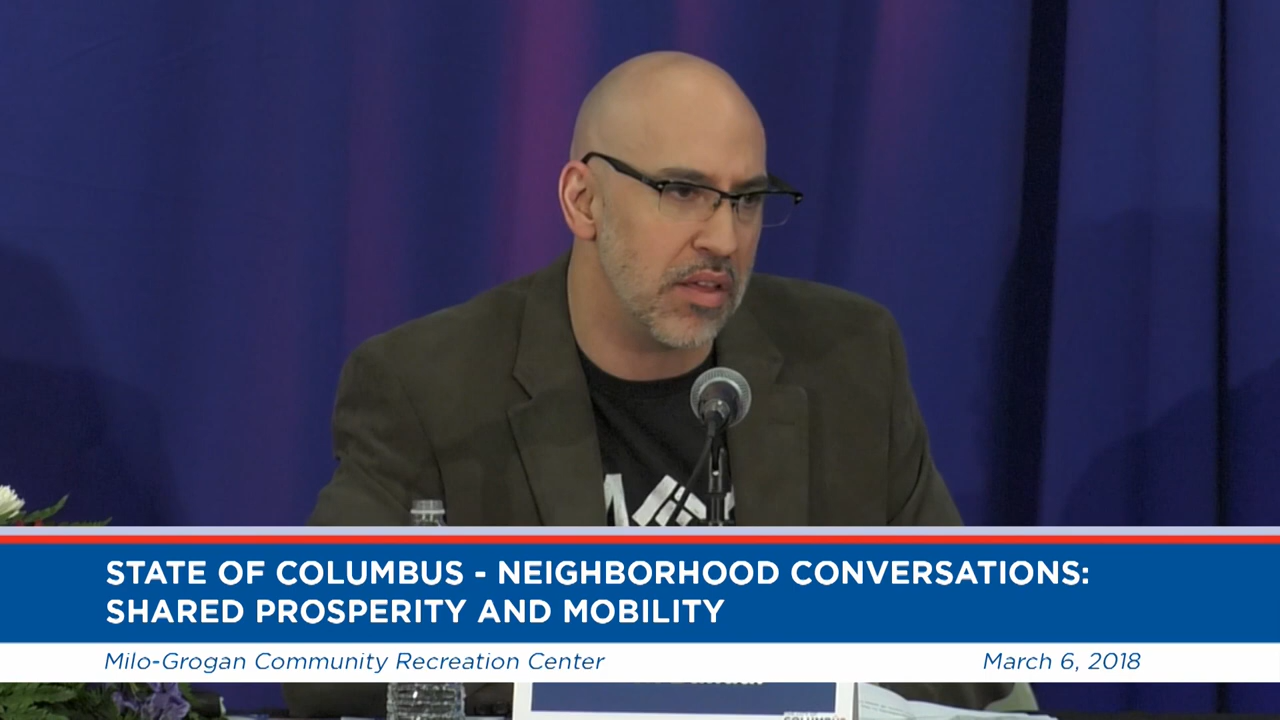 STATE OF COLUMBUS - NEIGHBORHOOD CONVERSATIONS:
SHARED PROSPERITY AND MOBILITY
Milo-Grogan Community Recreation Center March 6, 2018